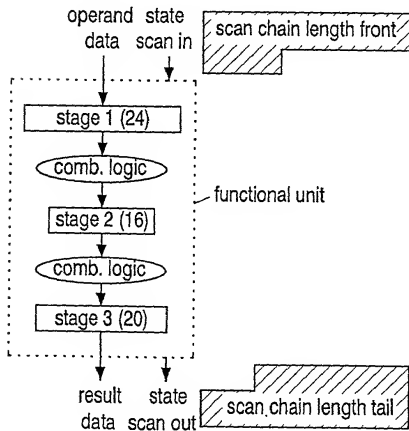 operand state
data scan in
scan chain length front
stage 1 (24)
comb. logic
stage 2 (16)
functional unit
comb. logic
stage 3 (20)
result state
data scan out
scan chain length tail